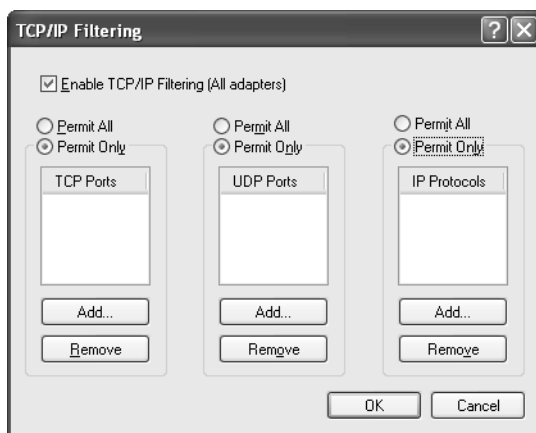 TCP/IP Filtering
Enable TCP/IP Filtering (All adapters)
Permit All Permit All Permit All
Permit Only Permit Only Permit Only
TCP Ports UDP Ports IP Protocols
Add... Add... Add...
Remove Remove Remove
OK Cancel